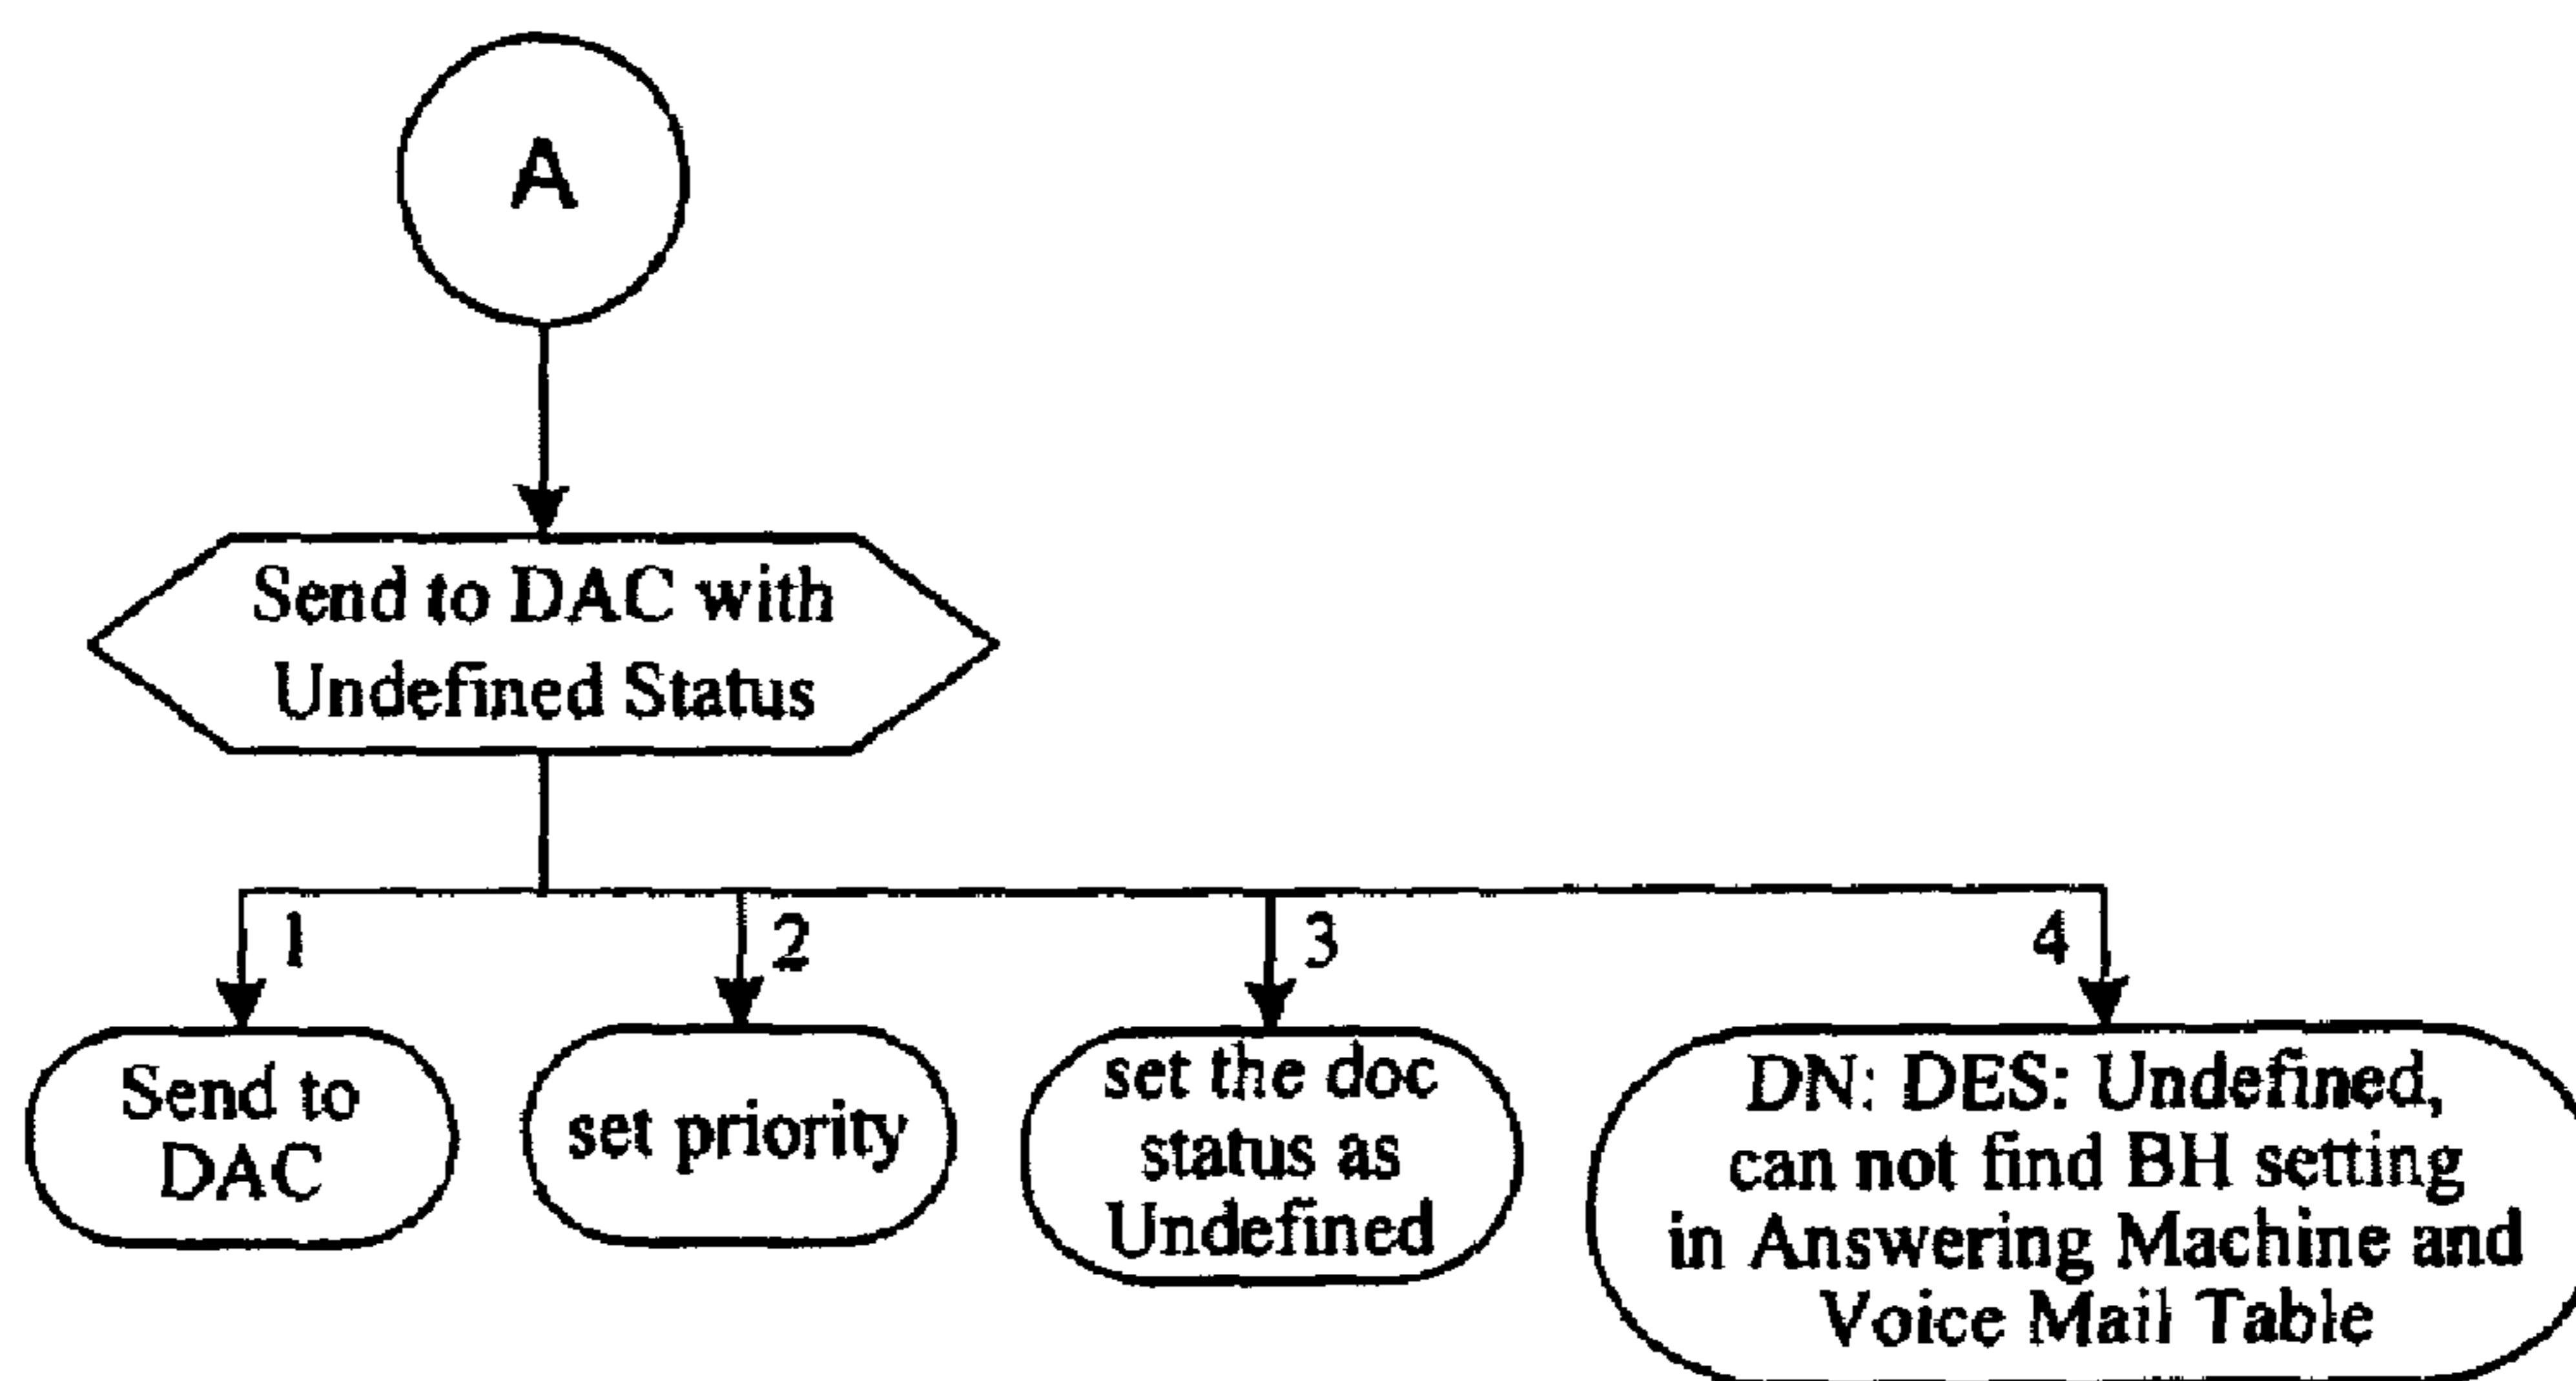 A
Send to DAC with
Undefined Status
1
2
3
4
Send to
DAC
set priority
set the doc
status as
Undefined
DN: DES: Undefined,
can not find BH setting
in Answering Machine and
Voice Mail Table